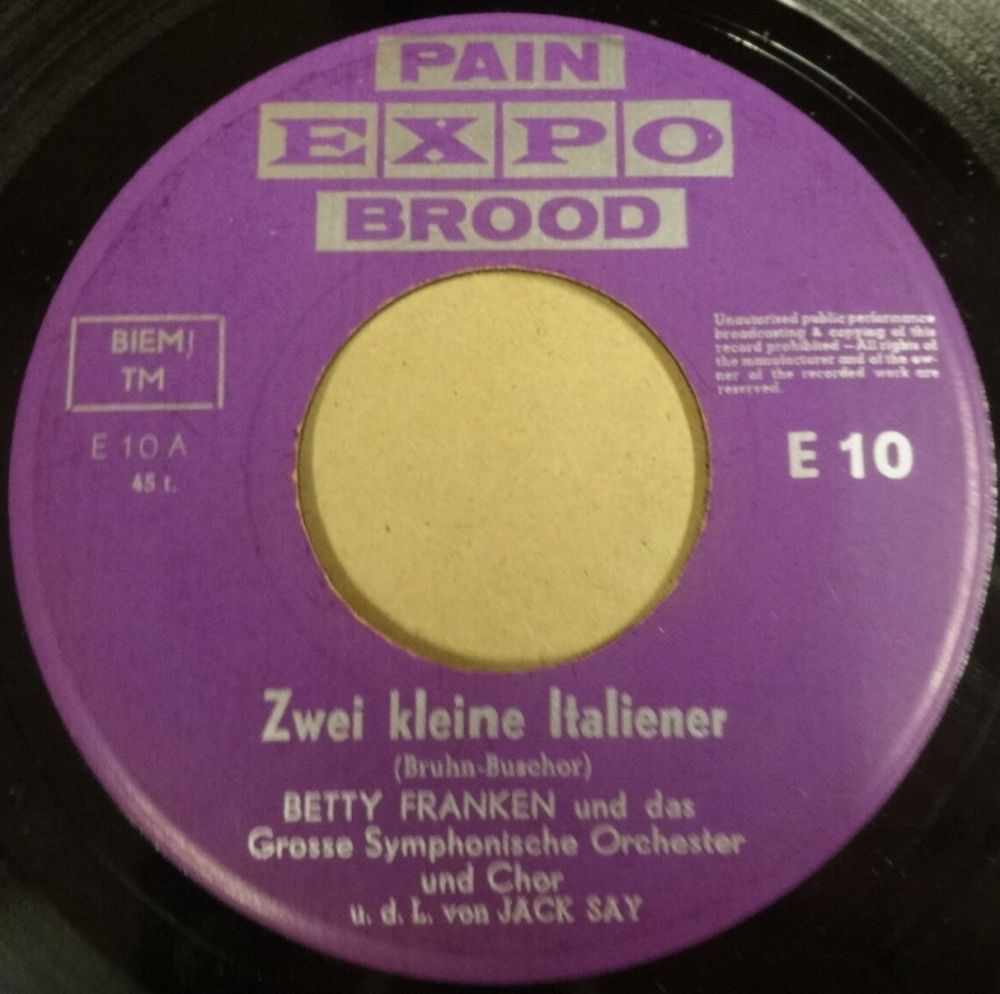 PAIN
EXPO
BROOD
BIEM/
TM
E 10 A
45 t.
Unautorised public performance
broadcasting & copying of this
record prohibited – All rights of
the manufacturer and of the ow-
ner of the recorded work are
reserved.
E 10
Zwei kleine Italiener
(Bruhn-Buschor)
BETTY FRANKEN und das
Grosse Symphonische Orchester
und Chor
u. d. L. von JACK SAY